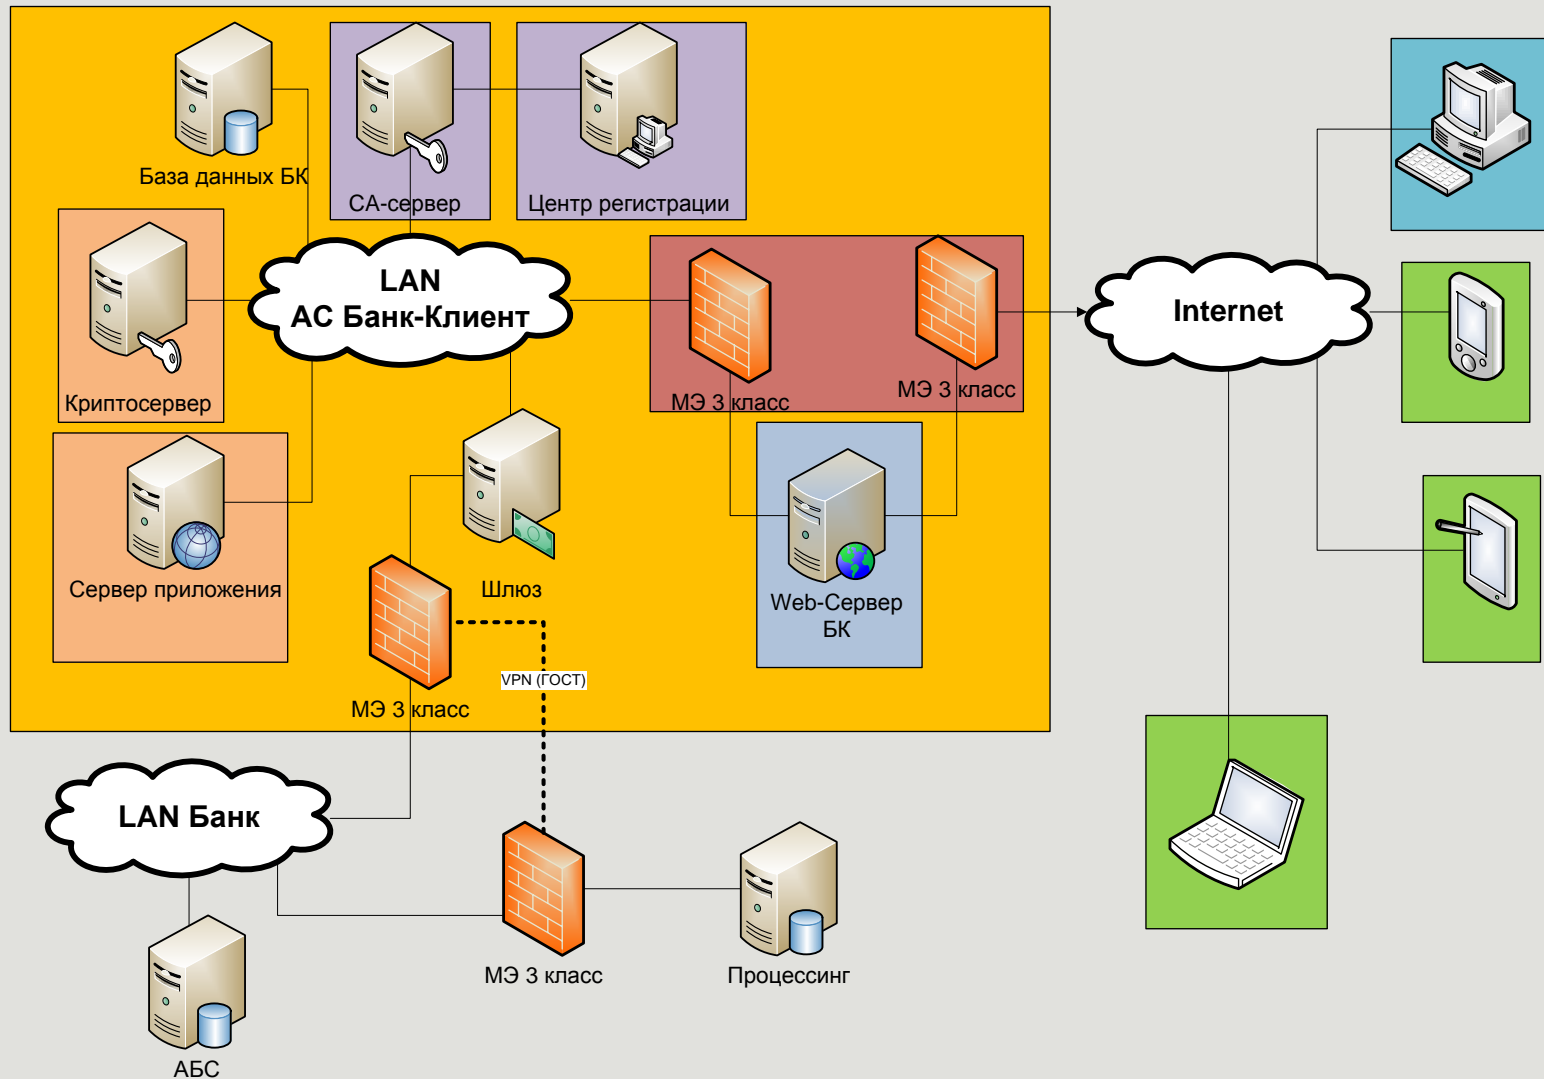 База данных БК
СА-сервер
Центр регистрации
LAN
АС Банк-Клиент
Internet
Криптосервер
МЭ 3 класс
МЭ 3 класс
Сервер приложения
Шлюз
Web-Сервер
БК
VPN (ГОСТ)
МЭ 3 класс
LAN Банк
МЭ 3 класс
Процессинг
АБС